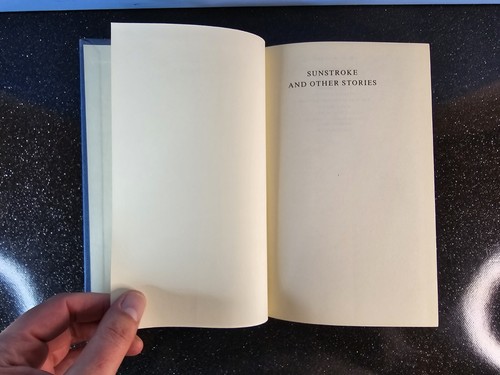 SUNSTROKE
AND OTHER STORIES